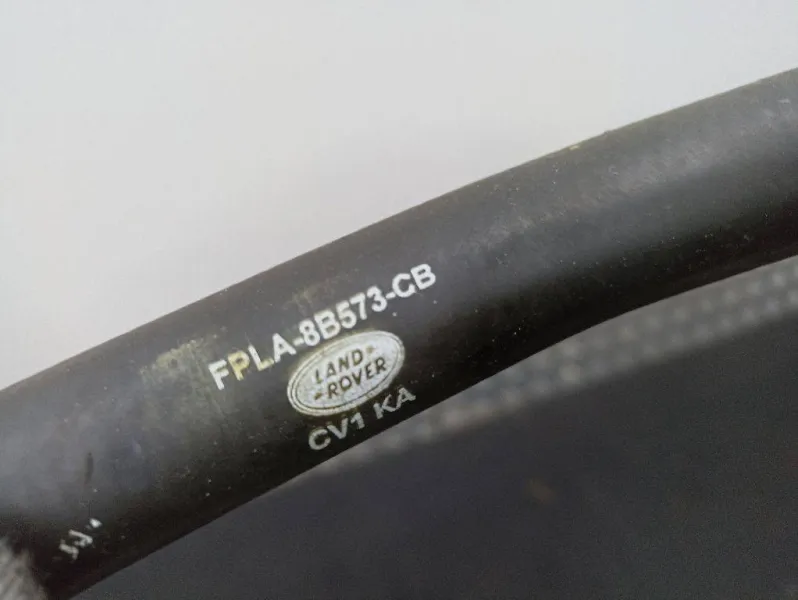 FPLA-8B573-CB
LAND-
-ROVER
CV1 KA